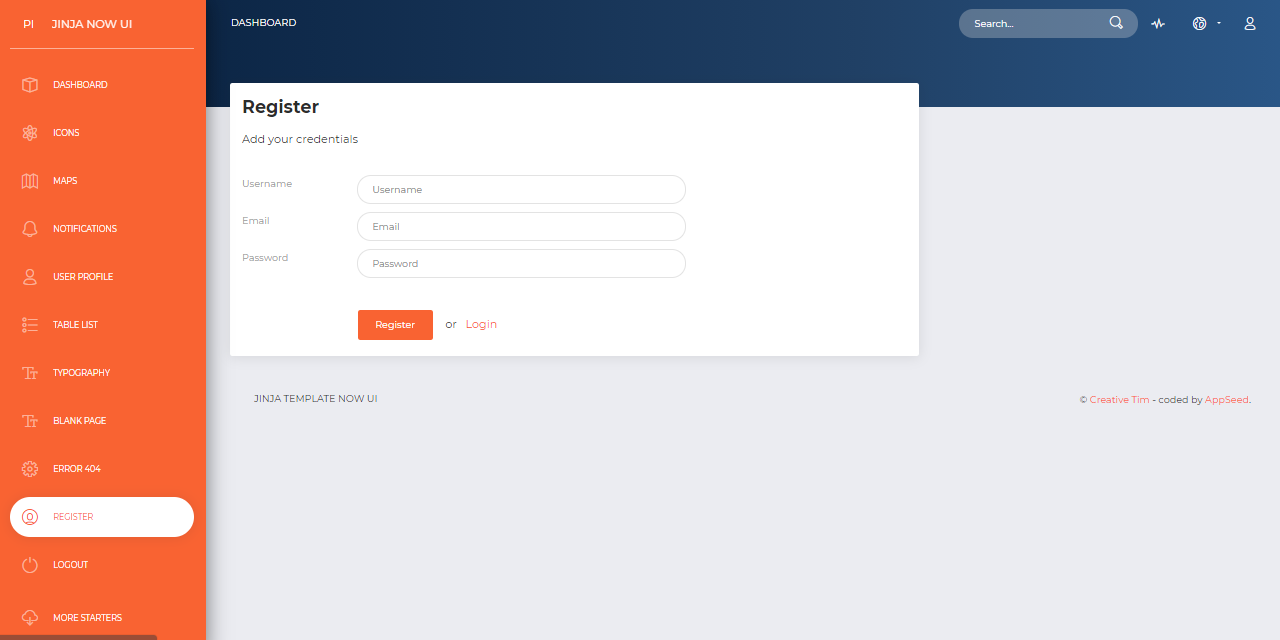 PI JINJA NOW UI
DASHBOARD
ICONS
MAPS
NOTIFICATIONS
USER PROFILE
TABLE LIST
TYPOGRAPHY
BLANK PAGE
ERROR 404
REGISTER
LOGOUT
MORE STARTERS
DASHBOARD
Search...
Register
Add your credentials
Username Username
Email Email
Password Password
Register or Login
JINJA TEMPLATE NOW UI
© Creative Tim - coded by AppSeed.